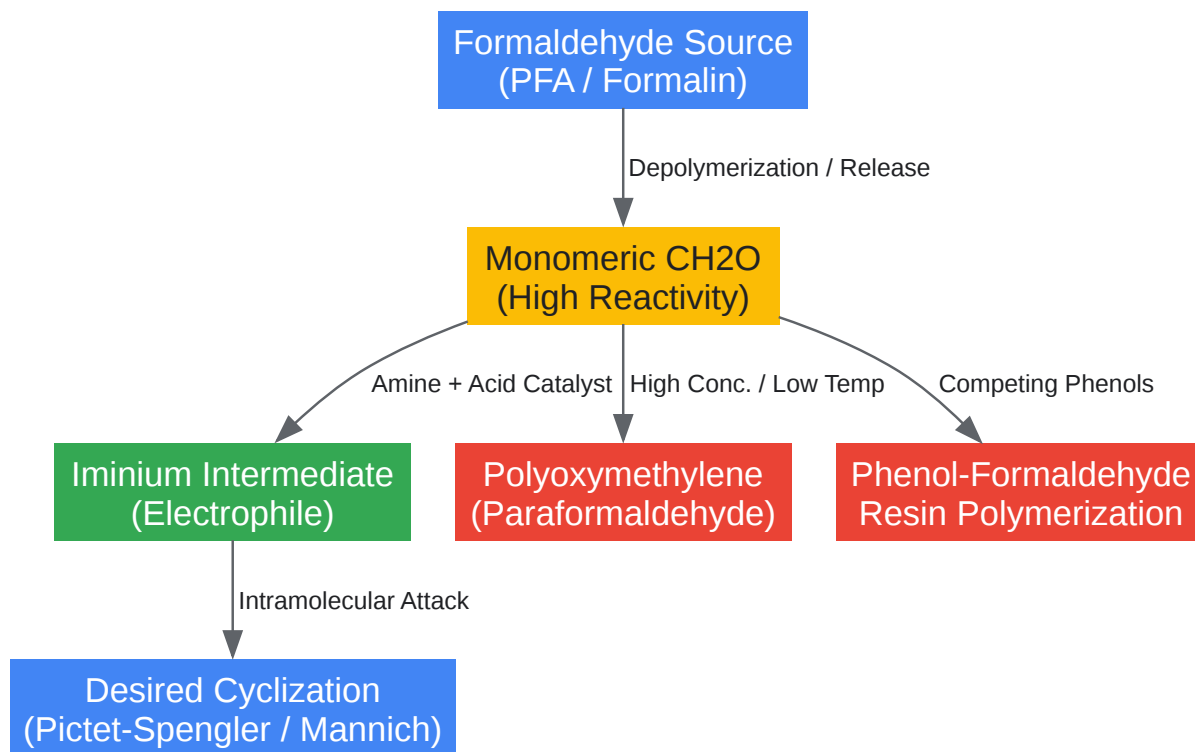 Formaldehyde Source
(PFA / Formalin)
Depolymerization / Release
Monomeric CH2O
(High Reactivity)
Amine + Acid Catalyst
High Conc. / Low Temp
Competing Phenols
Iminium Intermediate
(Electrophile)
Polyoxymethylene
(Paraformaldehyde)
Phenol-Formaldehyde
Resin Polymerization
Intramolecular Attack
Desired Cyclization
(Pictet-Spengler / Mannich)